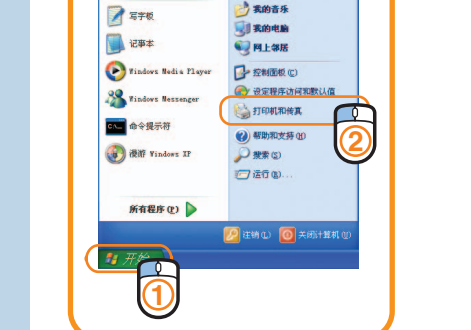 写字板
记事本
Windows Media Player
Windows Messenger
命令提示符
漫游 Windows XP
所有程序(P)
我的音乐
我的电脑
网上邻居
控制面板(C)
设定程序访问和默认值
打印机和传真
②
帮助和支持(H)
搜索(S)
运行(R)...
注销(L)
关闭计算机(U)
开始
①